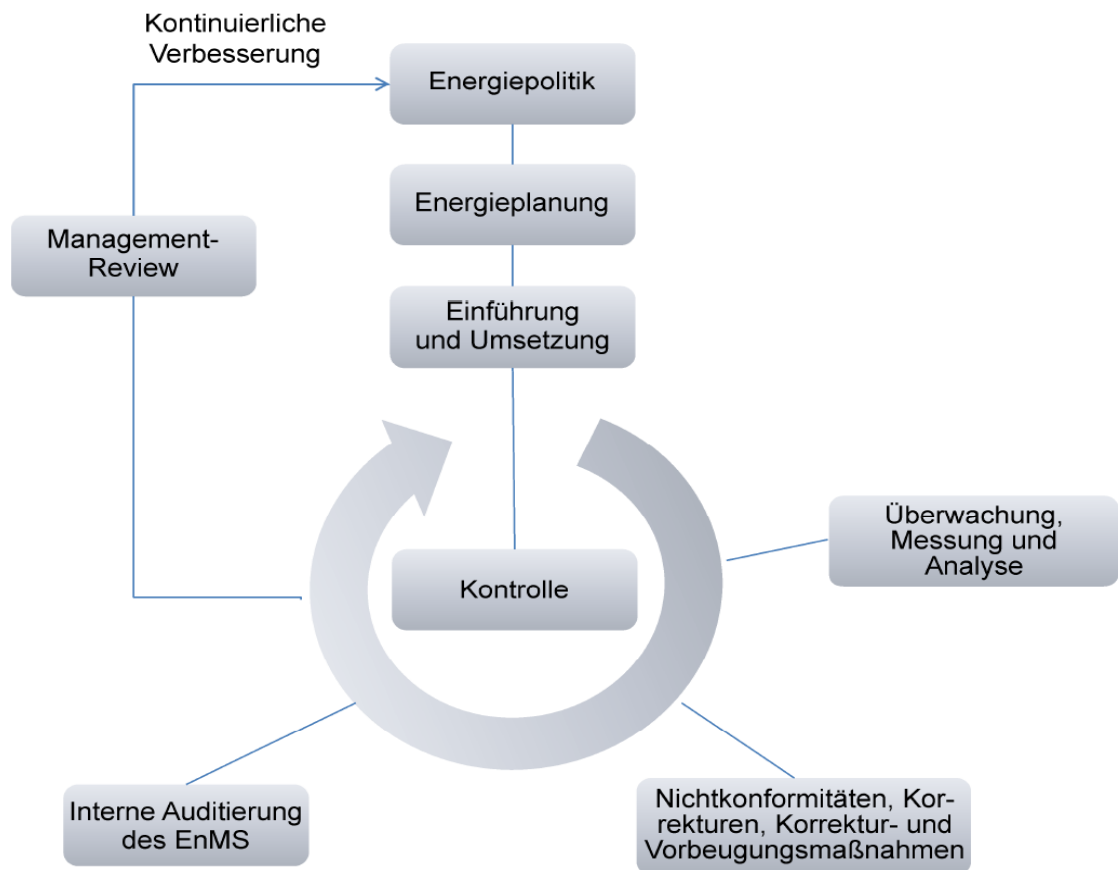 Kontinuierliche
Verbesserung
Energiepolitik
Energieplanung
Management-
Review
Einführung
und Umsetzung
Überwachung,
Messung und
Analyse
Kontrolle
Interne Auditierung
des EnMS
Nichtkonformitäten, Kor-
rekturen, Korrektur- und
Vorbeugungsmaßnahmen